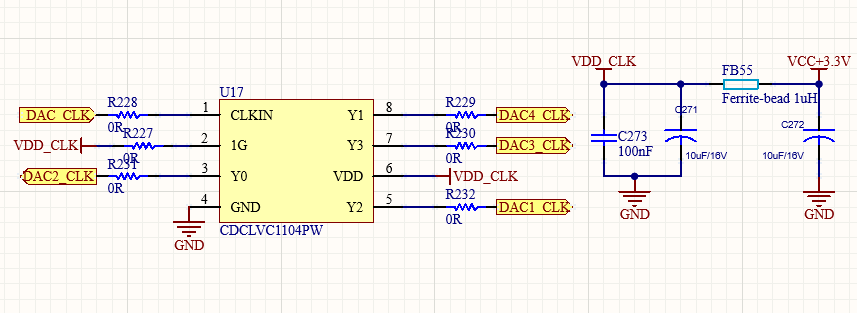 U17
CDCLVC1104PW
1 CLKIN
2 1G
3 Y0
4 GND
Y1 8
Y3 7
VDD 6
Y2 5
DAC_CLK
R228
0R
VDD_CLK
R227
0R
DAC2_CLK
R231
0R
GND
R229
0R
DAC4_CLK
R230
0R
DAC3_CLK
VDD_CLK
R232
0R
DAC1_CLK
VDD_CLK
C273
100nF
C271
10uF/16V
GND
FB55
Ferrite-bead 1uH
VCC+3.3V
C272
10uF/16V
GND